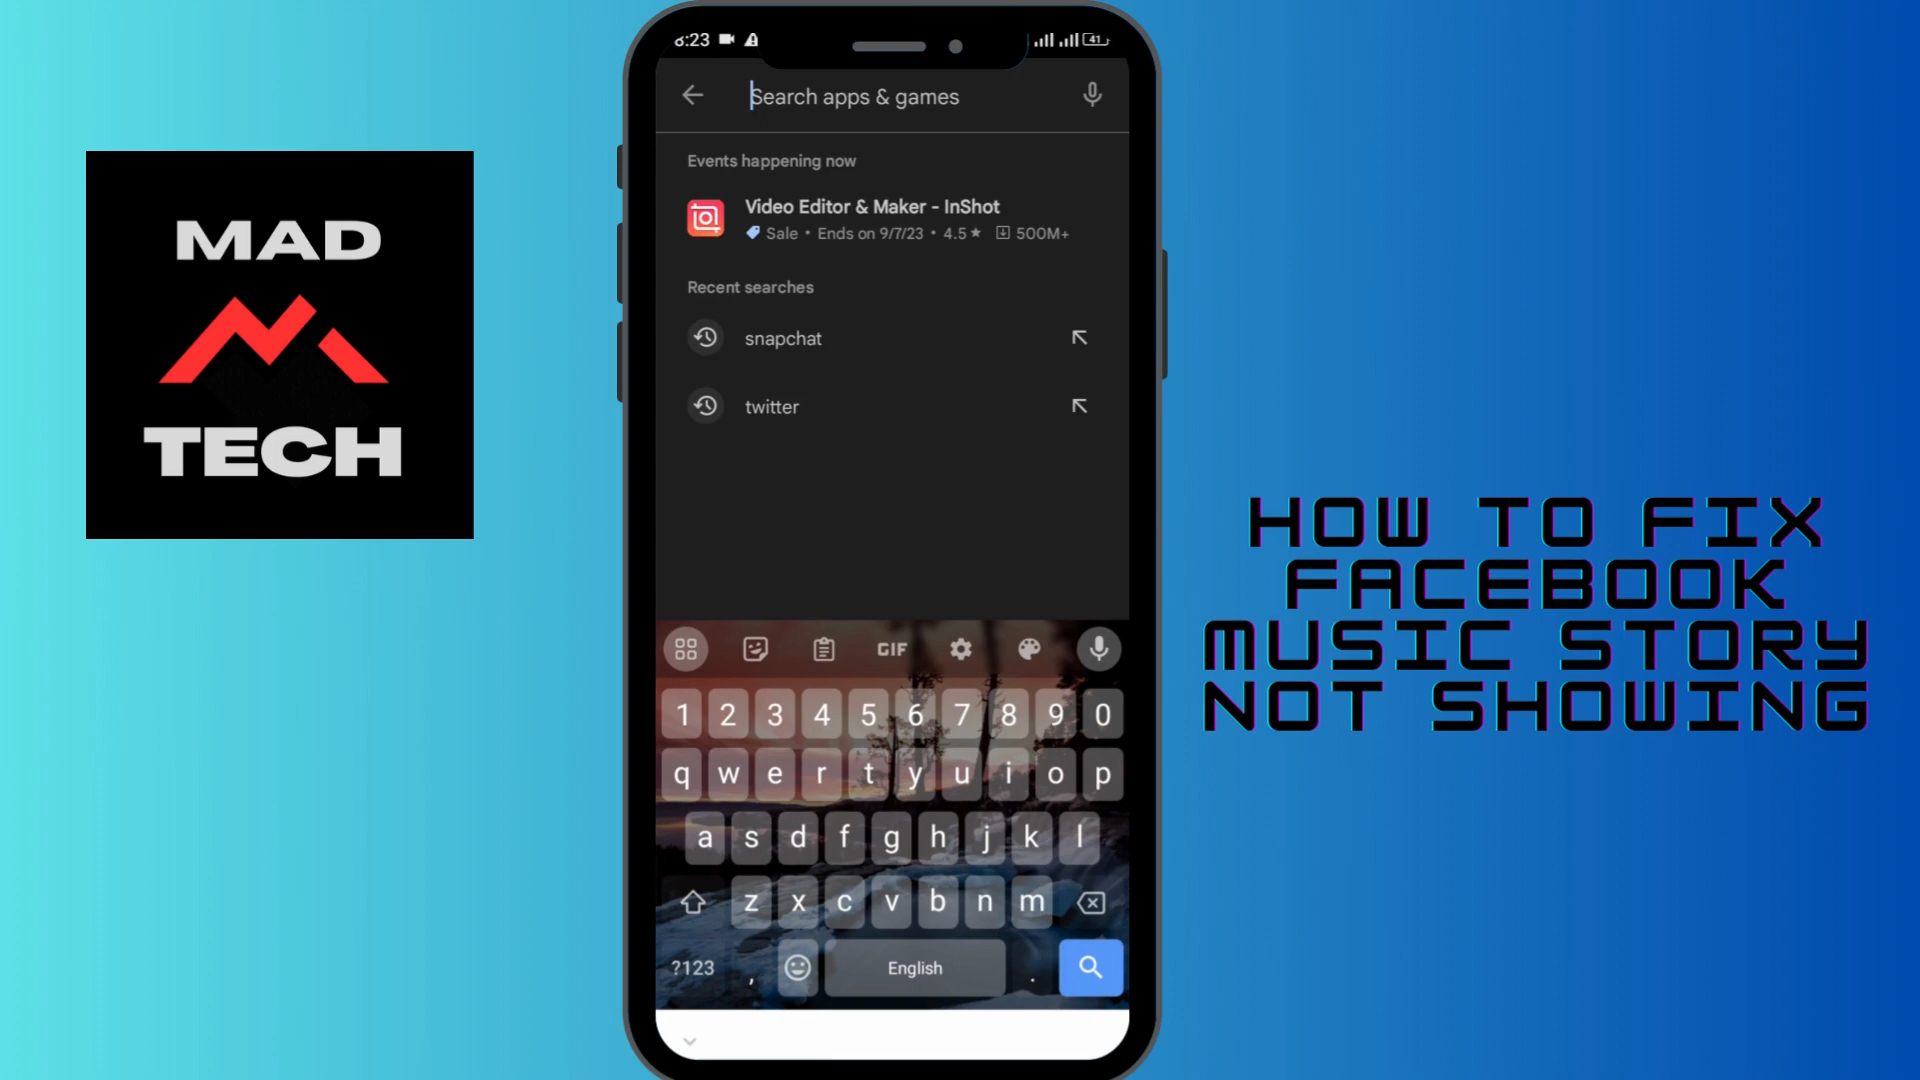 MAD
TECH
8:23
41
Search apps & games
Events happening now
Video Editor & Maker - InShot
Sale • Ends on 9/7/23 • 4.5★ 500M+
Recent searches
snapchat
twitter
GIF
1 2 3 4 5 6 7 8 9 0
q w e r t y u i o p
a s d f g h j k l
z x c v b n m
?123 , English .
HOW TO FIX
FACEBOOK
MUSIC STORY
NOT SHOWING